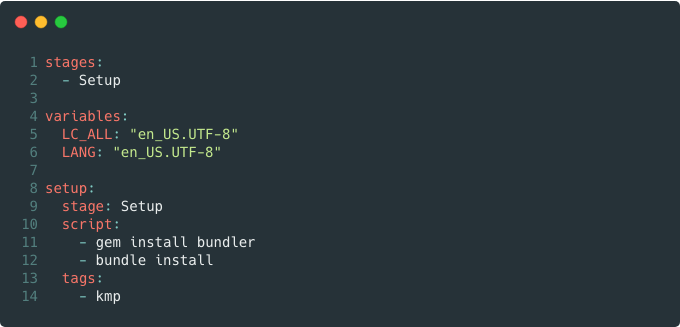 1 stages:
2   - Setup
3
4 variables:
5   LC_ALL: "en_US.UTF-8"
6   LANG: "en_US.UTF-8"
7
8 setup:
9   stage: Setup
10   script:
11     - gem install bundler
12     - bundle install
13   tags:
14     - kmp